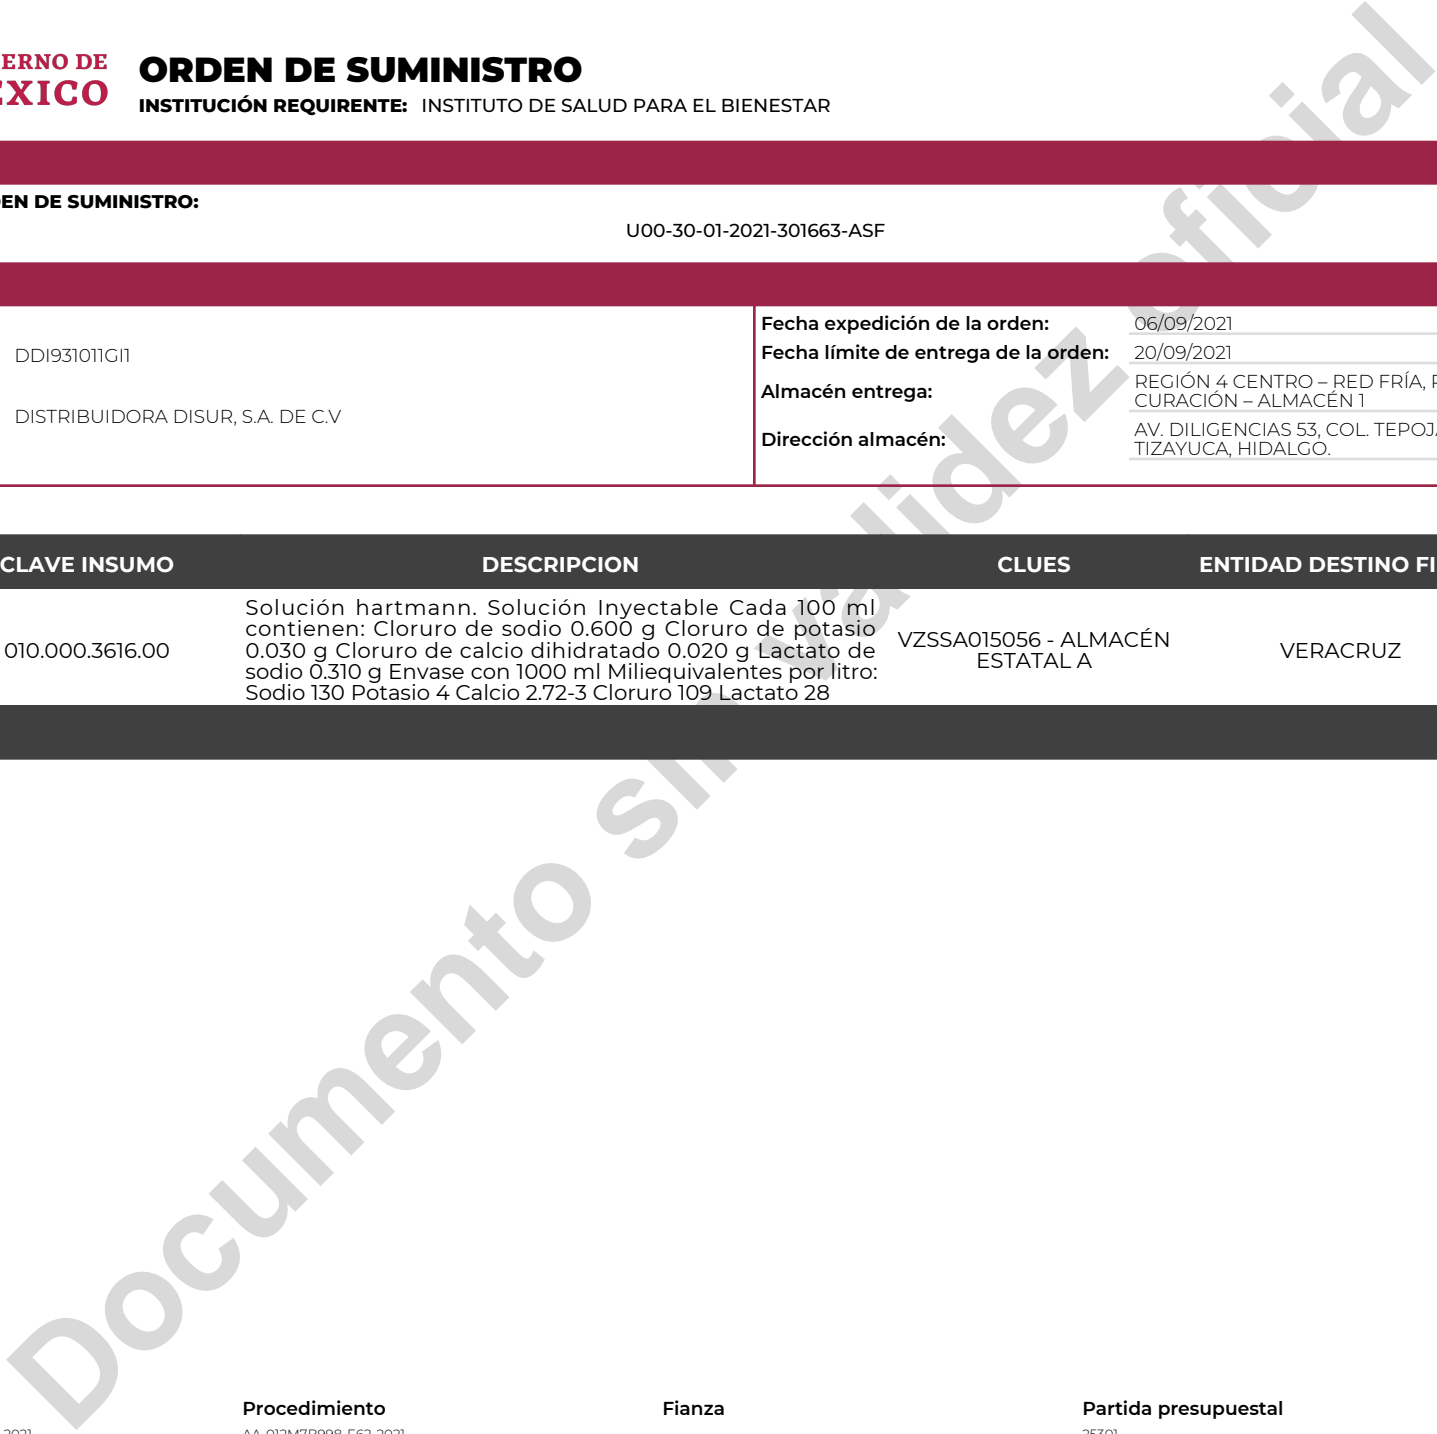 ERNO DE
ORDEN DE SUMINISTRO
INSTITUCIÓN REQUIRENTE: INSTITUTO DE SALUD PARA EL BIENESTAR
EN DE SUMINISTRO:
U00-30-01-2021-301663-ASF
DDI931011GI1
DISTRIBUIDORA DISUR, S.A. DE C.V
Fecha expedición de la orden: 06/09/2021
Fecha límite de entrega de la orden: 20/09/2021
Almacén entrega: REGIÓN 4 CENTRO – RED FRÍA,
CURACIÓN – ALMACÉN 1
Dirección almacén: AV. DILIGENCIAS 53, COL. TEPOJ
TIZAYUCA, HIDALGO.
CLAVE INSUMO DESCRIPCION CLUES ENTIDAD DESTINO FI
010.000.3616.00
Solución hartmann. Solución Inyectable Cada 100 ml
contienen: Cloruro de sodio 0.600 g Cloruro de potasio
0.030 g Cloruro de calcio dihidratado 0.020 g Lactato de
sodio 0.310 g Envase con 1000 ml Miliequivalentes por litro:
Sodio 130 Potasio 4 Calcio 2.72-3 Cloruro 109 Lactato 28
VZSSA015056 - ALMACÉN
ESTATAL A
VERACRUZ
Documento sin validez oficial
Procedimiento Fianza Partida presupuestal